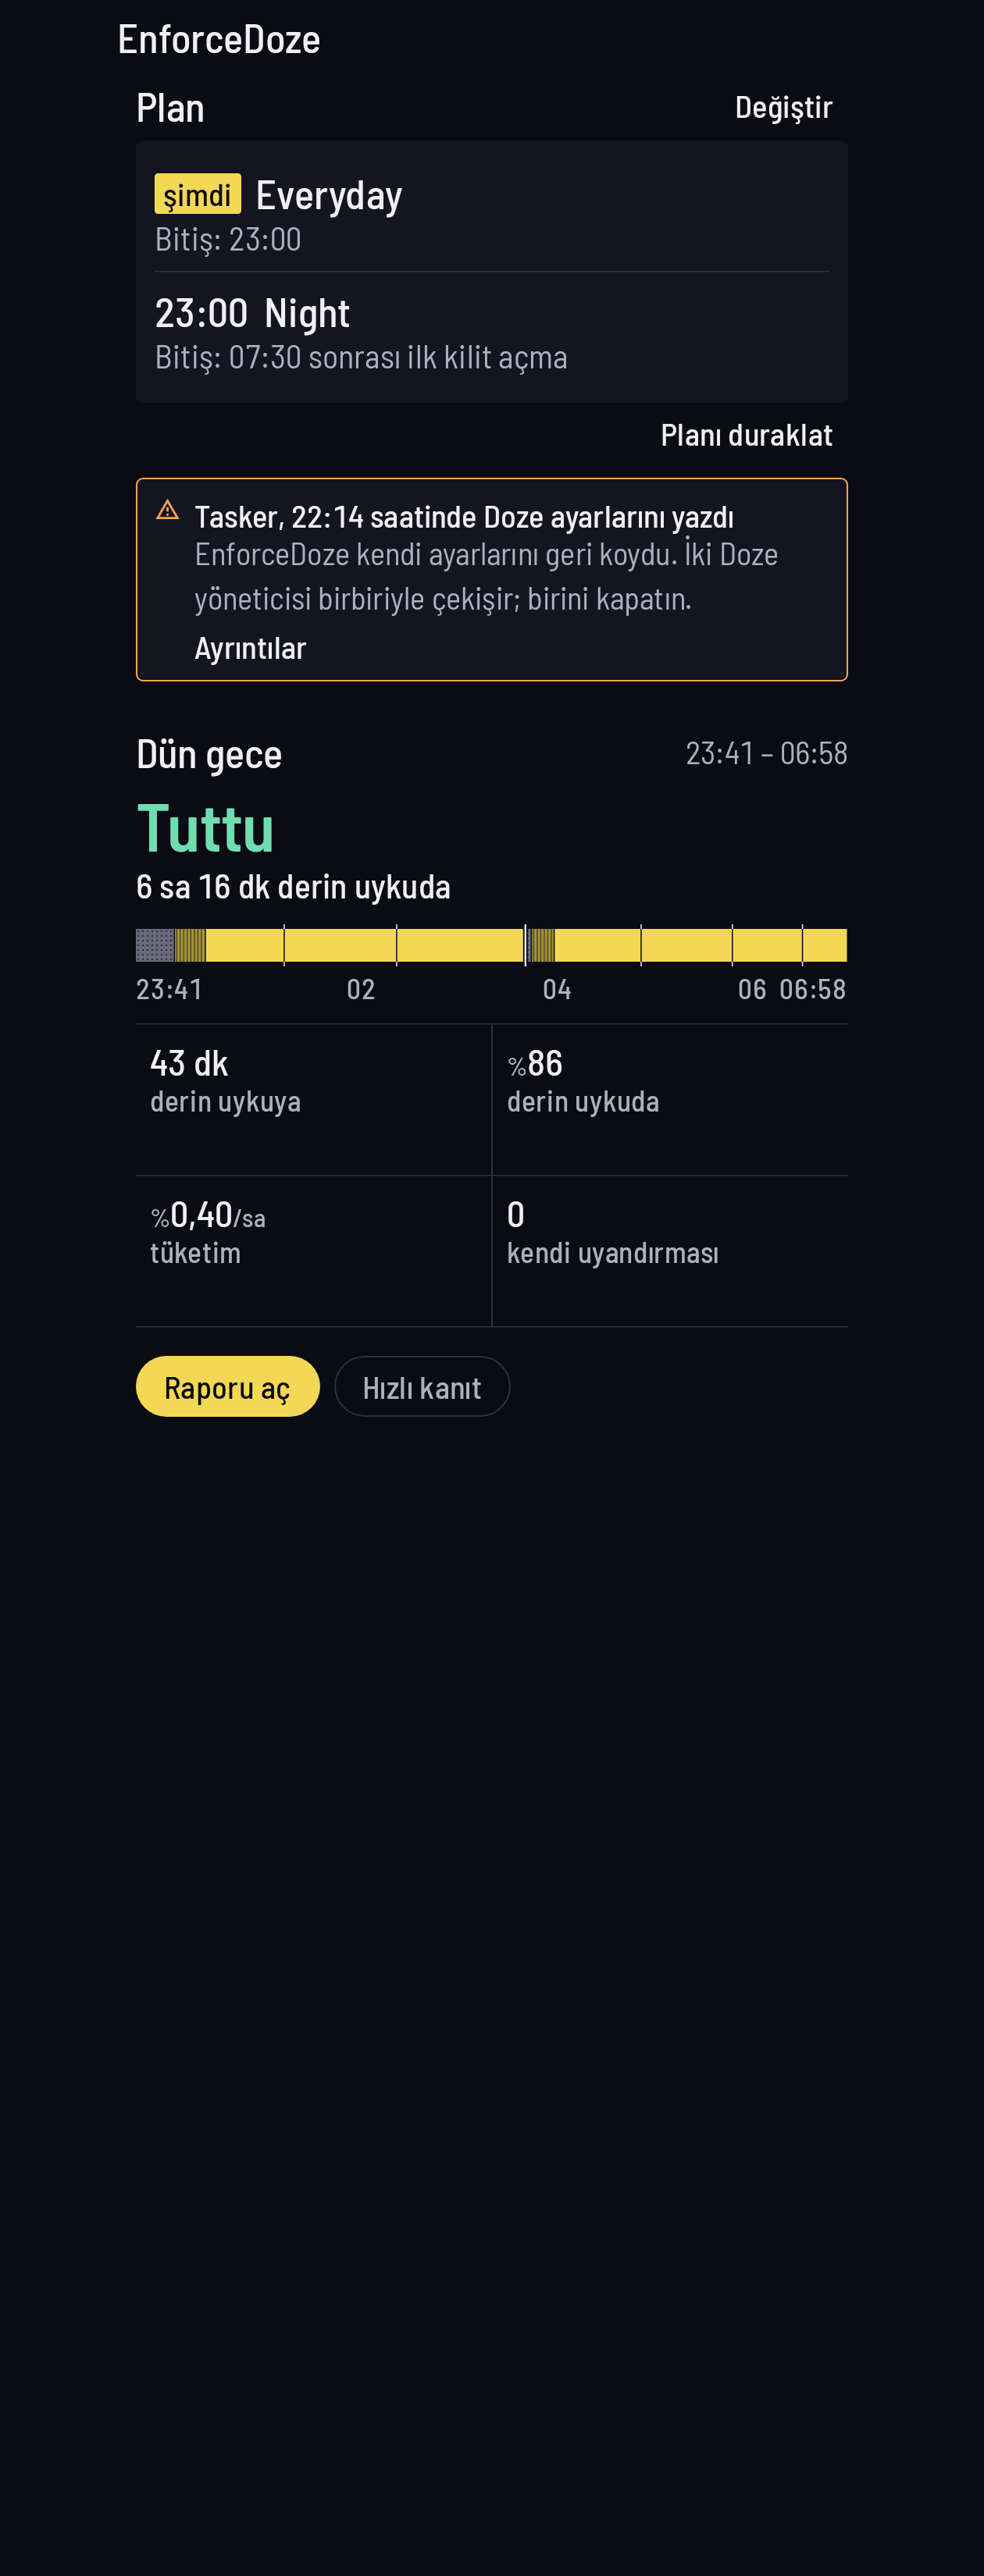 EnforceDoze
Plan
Değiştir
şimdi Everyday
Bitiş: 23:00
23:00 Night
Bitiş: 07:30 sonrası ilk kilit açma
Planı duraklat
Tasker, 22:14 saatinde Doze ayarlarını yazdı
EnforceDoze kendi ayarlarını geri koydu. İki Doze
yöneticisi birbiriyle çekişir; birini kapatın.
Ayrıntılar
Dün gece
23:41 – 06:58
Tuttu
6 sa 16 dk derin uykuda
23:41 02 04 06 06:58
43 dk
derin uykuya
%86
derin uykuda
%0,40/sa
tüketim
0
kendi uyandırması
Raporu aç
Hızlı kanıt